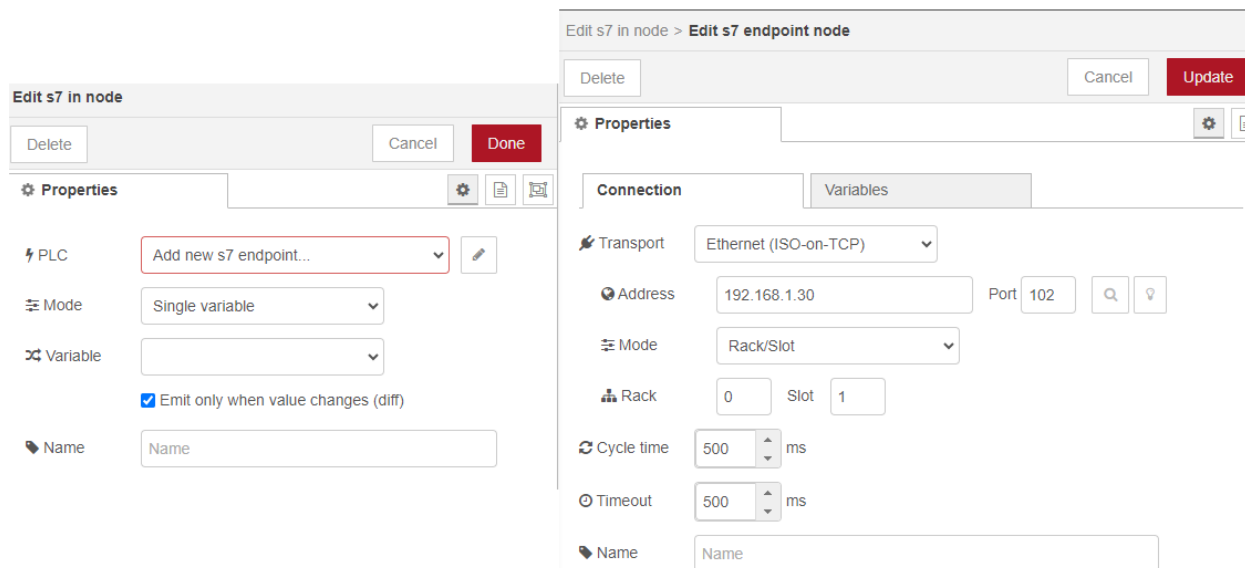 Edit s7 in node
Delete
Cancel
Done
Properties
PLC
Add new s7 endpoint...
Mode
Single variable
Variable
Emit only when value changes (diff)
Name
Name
Edit s7 in node > Edit s7 endpoint node
Delete
Cancel
Update
Properties
Connection
Variables
Transport
Ethernet (ISO-on-TCP)
Address
192.168.1.30
Port
102
Mode
Rack/Slot
Rack
0
Slot
1
Cycle time
500
ms
Timeout
500
ms
Name
Name